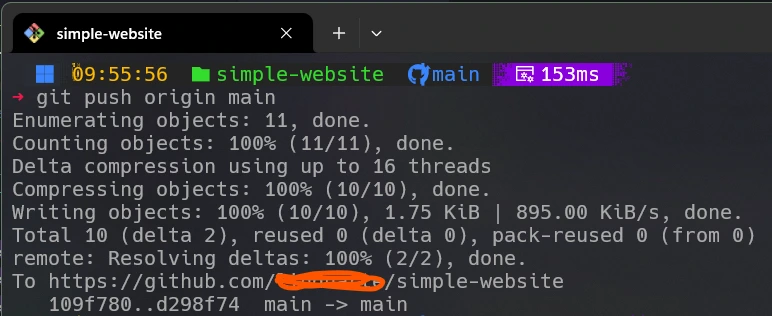 simple-website
09:55:56 simple-website main 153ms
→ git push origin main
Enumerating objects: 11, done.
Counting objects: 100% (11/11), done.
Delta compression using up to 16 threads
Compressing objects: 100% (10/10), done.
Writing objects: 100% (10/10), 1.75 KiB | 895.00 KiB/s, done.
Total 10 (delta 2), reused 0 (delta 0), pack-reused 0 (from 0)
remote: Resolving deltas: 100% (2/2), done.
To https://github.com/ /simple-website
109f780..d298f74 main -> main